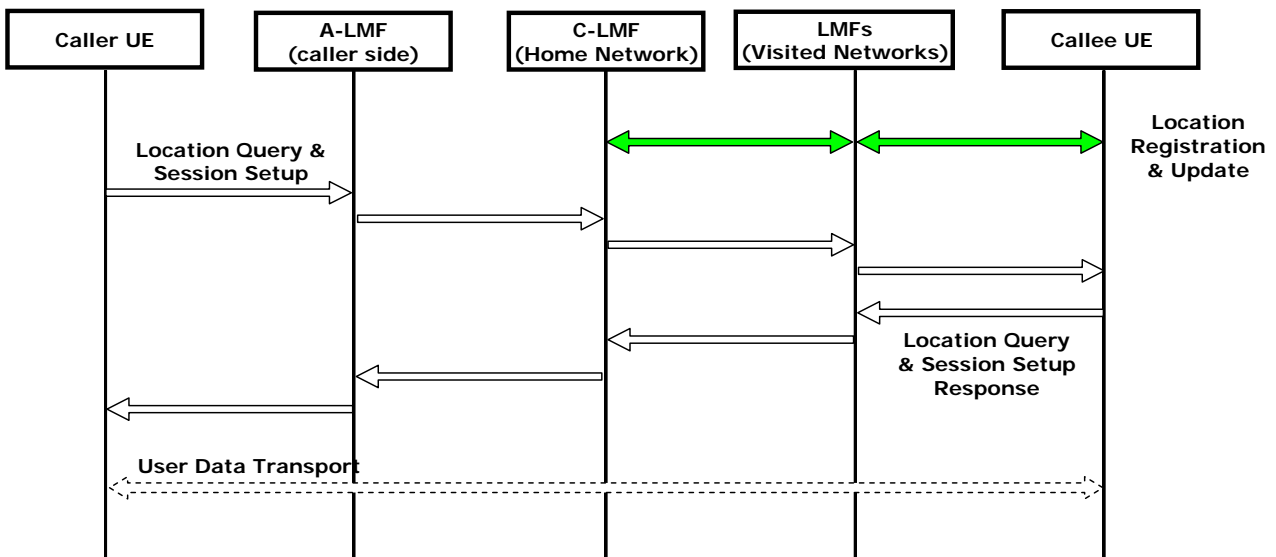 Caller UE
A-LMF
(caller side)
C-LMF
(Home Network)
LMFs
(Visited Networks)
Callee UE
Location
Registration
& Update
Location Query &
Session Setup
Location Query
& Session Setup
Response
User Data Transport